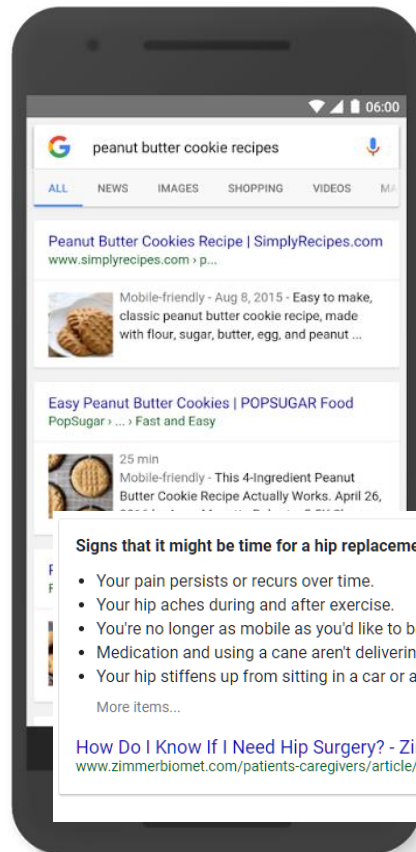 06:00
peanut butter cookie recipes
ALL NEWS IMAGES SHOPPING VIDEOS MA
Peanut Butter Cookies Recipe | SimplyRecipes.com
www.simplyrecipes.com › p...
Mobile-friendly - Aug 8, 2015 - Easy to make,
classic peanut butter cookie recipe, made
with flour, sugar, butter, egg, and peanut ...
Easy Peanut Butter Cookies | POPSUGAR Food
PopSugar › ... › Fast and Easy
25 min
Mobile-friendly - This 4-Ingredient Peanut
Butter Cookie Recipe Actually Works. April 26,
Signs that it might be time for a hip replaceme
• Your pain persists or recurs over time.
• Your hip aches during and after exercise.
• You're no longer as mobile as you'd like to b
• Medication and using a cane aren't deliverin
• Your hip stiffens up from sitting in a car or a
More items...
How Do I Know If I Need Hip Surgery? - Zi
www.zimmerbiomet.com/patients-caregivers/article/